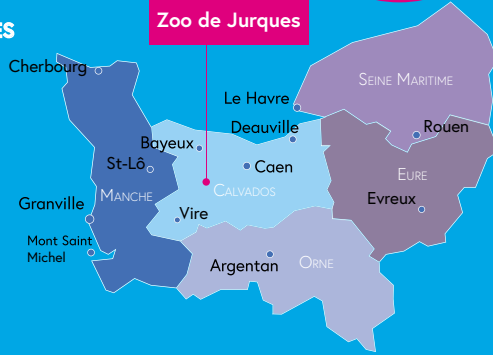 ES
Zoo de Jurques
Cherbourg
SEINE MARITIME
Le Havre
Deauville
Rouen
Bayeux
St-Lô
Caen
EURE
MANCHE
CALVADOS
Evreux
Granville
Vire
Mont Saint
Michel
Argentan
ORNE